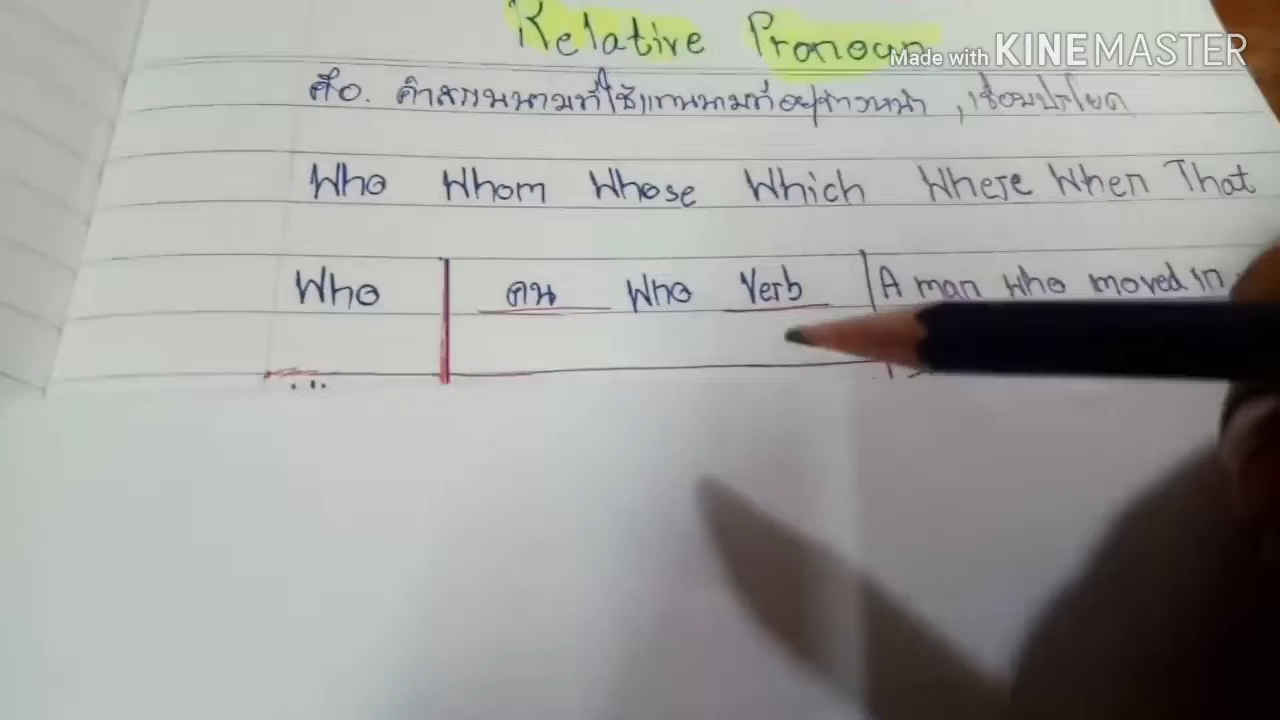 Relative Pronoun
Made with KINEMASTER
คือ. คำสรรพนามที่ใช้แทนนามที่อยู่ข้างหน้า , เชื่อมประโยค
Who Whom Whose Which Where When That
Who คน Who Verb A man who moved in